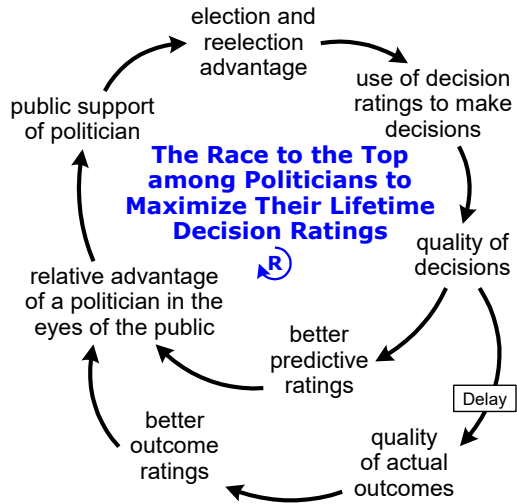 election and
reelection
advantage
use of decision
ratings to make
decisions
public support
of politician
The Race to the Top
among Politicians to
Maximize Their Lifetime
Decision Ratings
R
quality of
decisions
relative advantage
of a politician in the
eyes of the public
better
predictive
ratings
Delay
better
outcome
ratings
quality
of actual
outcomes